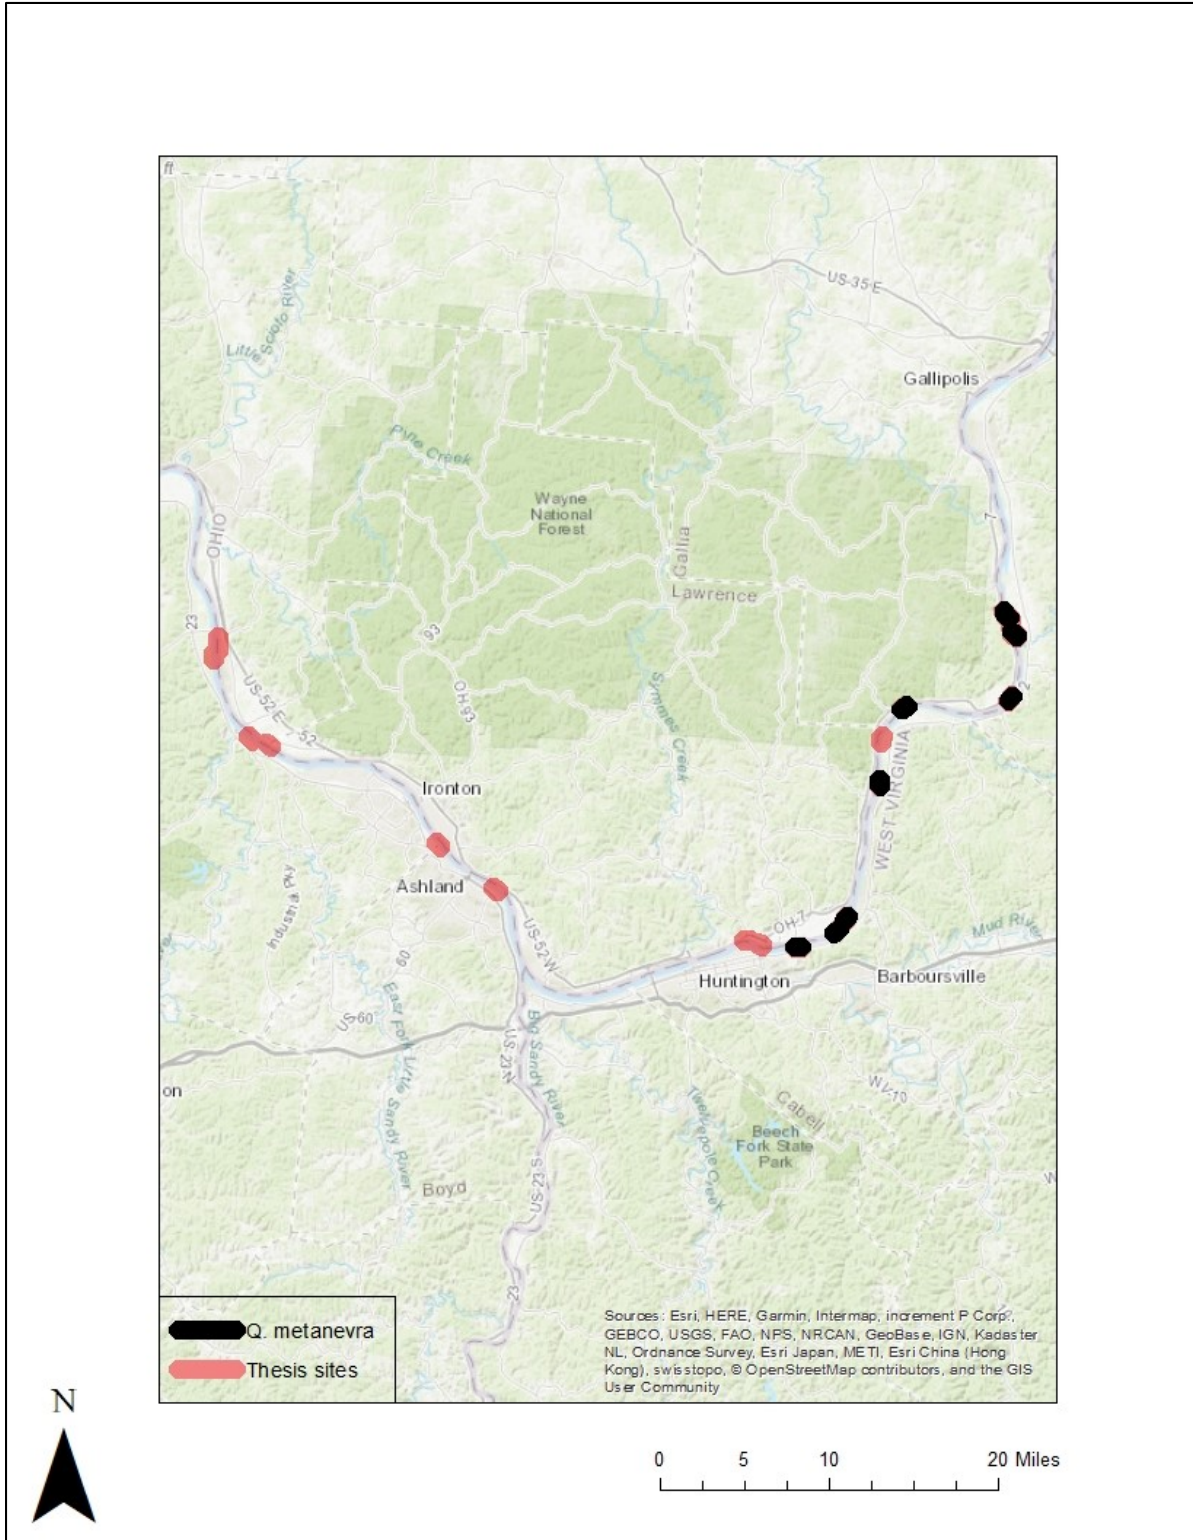 ft
US-35 E
Little Scioto River
Gallipolis
Pine Creek
Wayne
National
Forest
7
OHIO
Gallia
Lawrence
23
93
2
US-52 E
52
OH-93
Symmes Creek
WEST VIRGINIA
Ironton
Ashland
Industrial Pky
OH-7
US-52 W
Mud River
60
Huntington
Barboursville
US-60
East Fork Little Sandy River
US-23-N
Big Sandy River
on
WV-10
Twelvepole Creek
Cabell
Beech
Fork State
Park
W
Boyd
US-23 S
23
Q. metanevra
Thesis sites
Sources: Esri, HERE, Garmin, Intermap, increment P Corp.,
GEBCO, USGS, FAO, NPS, NRCAN, GeoBase, IGN, Kadaster
NL, Ordnance Survey, Esri Japan, METI, Esri China (Hong
Kong), swisstopo, © OpenStreetMap contributors, and the GIS
User Community
N
0 5 10 20 Miles